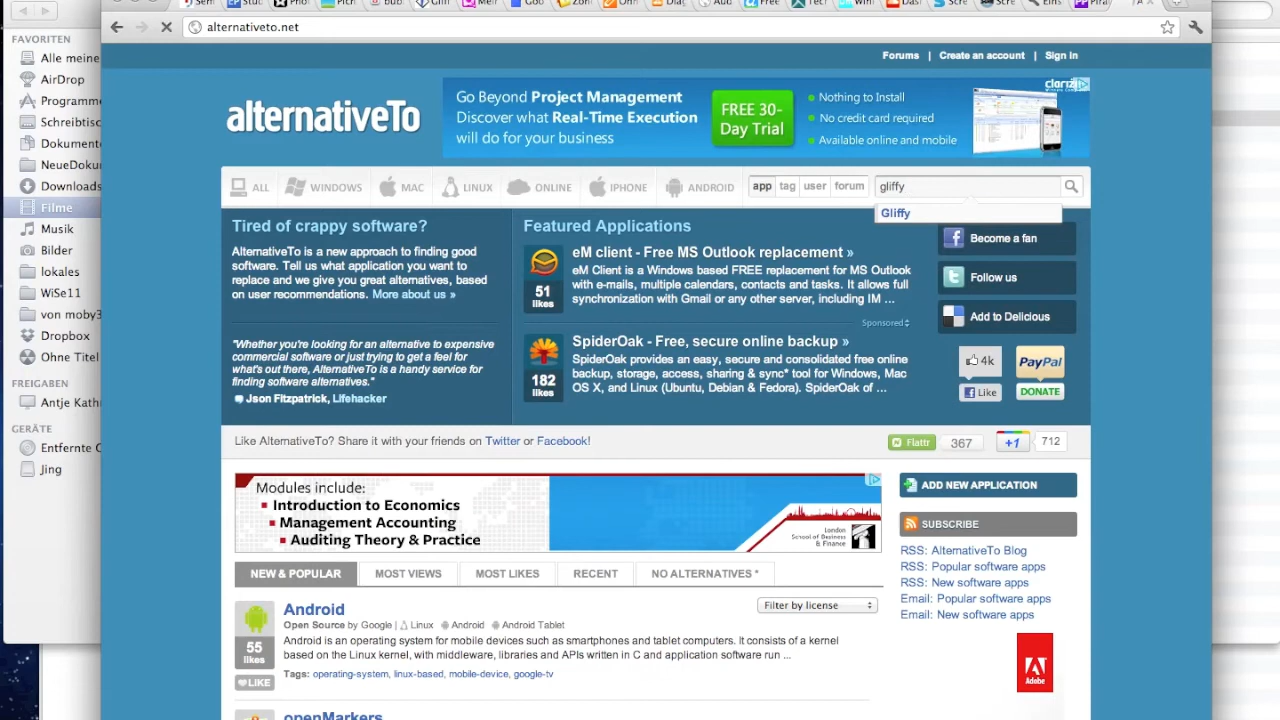 FAVORITEN
Alle meine
AirDrop
Programme
Schreibtisc
Dokumente
NeueDokur
Downloads
Filme
Musik
Bilder
lokales
WiSe11
von moby3
Dropbox
Ohne Titel
FREIGABEN
Antje Kath
GERÄTE
Entfernte C
Jing
alternativeto.net
Forums | Create an account | Sign in
alternativeTo
Go Beyond Project Management
Discover what Real-Time Execution
will do for your business
FREE 30-
Day Trial
Nothing to Install
No credit card required
Available online and mobile
ALL WINDOWS MAC LINUX ONLINE IPHONE ANDROID
app tag user forum
gliffy
Gliffy
Tired of crappy software?
AlternativeTo is a new approach to finding good
software. Tell us what application you want to
replace and we give you great alternatives, based
on user recommendations. More about us »
"Whether you're looking for an alternative to expensive
commercial software or just trying to get a feel for
what's out there, AlternativeTo is a handy service for
finding software alternatives."
Json Fitzpatrick, Lifehacker
Featured Applications
eM client - Free MS Outlook replacement »
eM Client is a Windows based FREE replacement for MS Outlook
with e-mails, multiple calendars, contacts and tasks. It allows full
synchronization with Gmail or any other server, including IM ...
51
likes
Sponsored
SpiderOak - Free, secure online backup »
SpiderOak provides an easy, secure and consolidated free online
backup, storage, access, sharing & sync* tool for Windows, Mac
OS X, and Linux (Ubuntu, Debian & Fedora). SpiderOak of ...
182
likes
Become a fan
Follow us
Add to Delicious
4k
Like
PayPal
DONATE
Like AlternativeTo? Share it with your friends on Twitter or Facebook!
Flattr 367
+1 712
Modules include:
Introduction to Economics
Management Accounting
Auditing Theory & Practice
London
School of Business
& Finance
ADD NEW APPLICATION
SUBSCRIBE
RSS: AlternativeTo Blog
RSS: Popular software apps
RSS: New software apps
Email: Popular software apps
Email: New software apps
Adobe
NEW & POPULAR MOST VIEWS MOST LIKES RECENT NO ALTERNATIVES *
Filter by license
Android
Open Source by Google | Linux Android Android Tablet
Android is an operating system for mobile devices such as smartphones and tablet computers. It consists of a kernel
based on the Linux kernel, with middleware, libraries and APIs written in C and application software run ...
Tags: operating-system, linux-based, mobile-device, google-tv
55
likes
LIKE
openMarkers